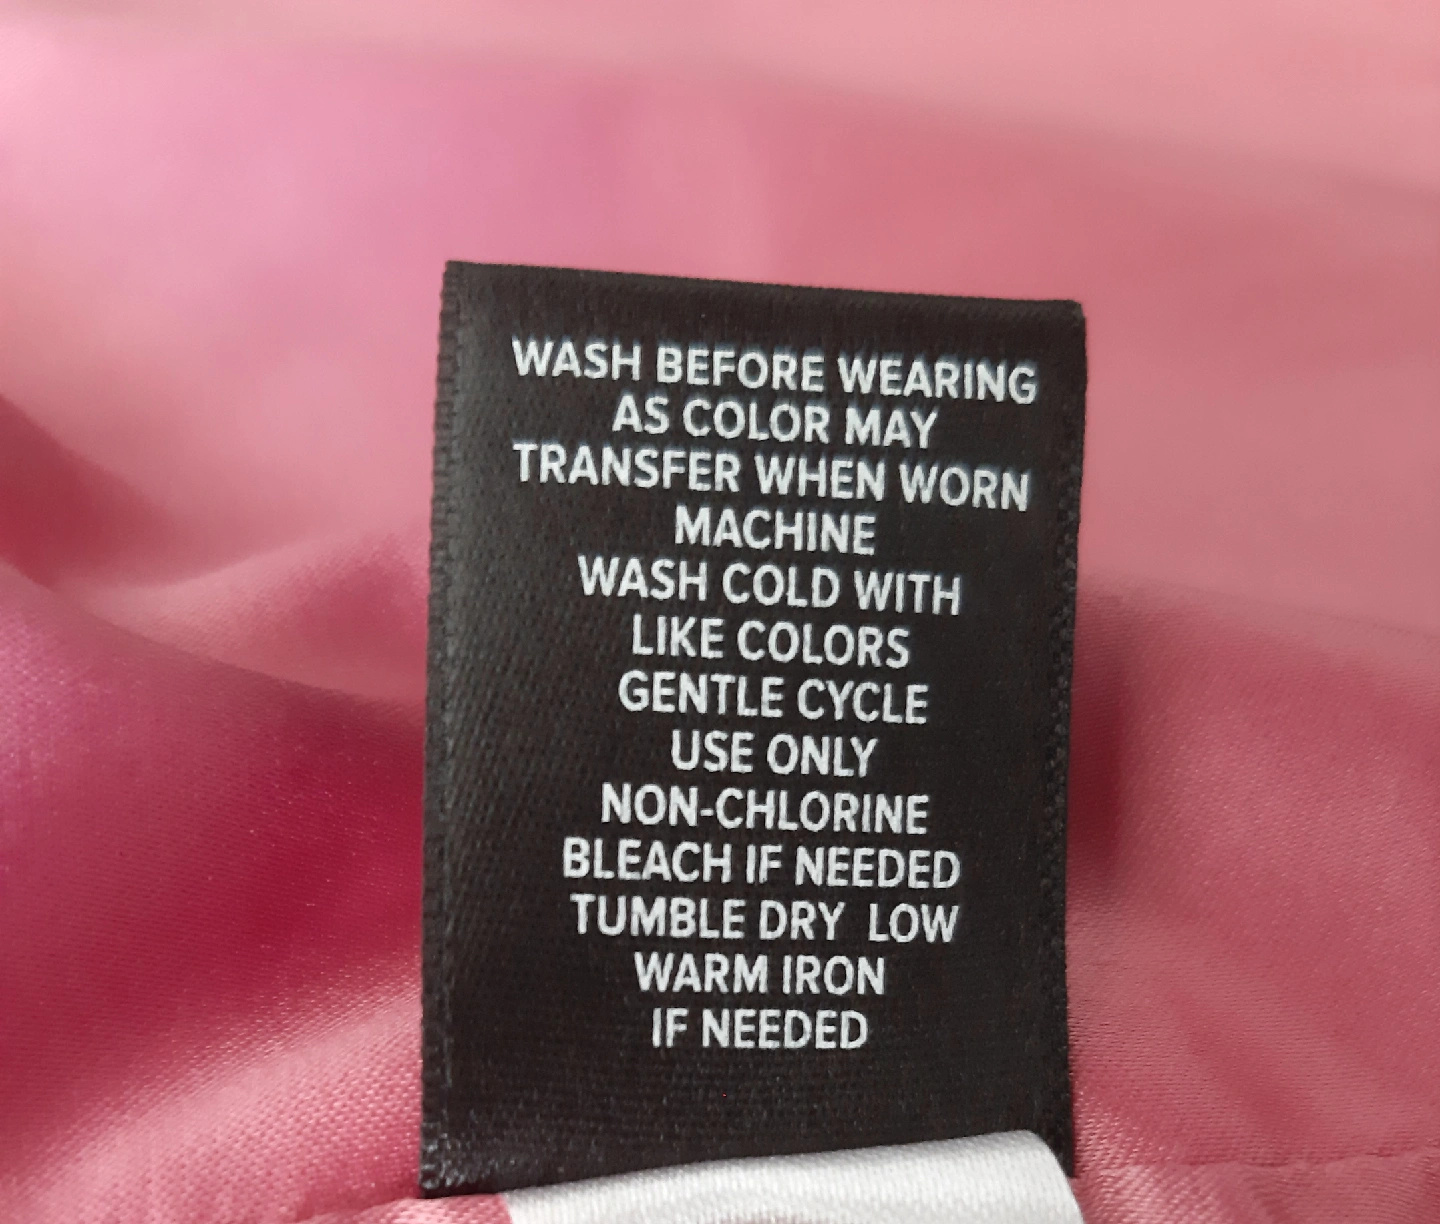 WASH BEFORE WEARING
AS COLOR MAY
TRANSFER WHEN WORN
MACHINE
WASH COLD WITH
LIKE COLORS
GENTLE CYCLE
USE ONLY
NON-CHLORINE
BLEACH IF NEEDED
TUMBLE DRY LOW
WARM IRON
IF NEEDED